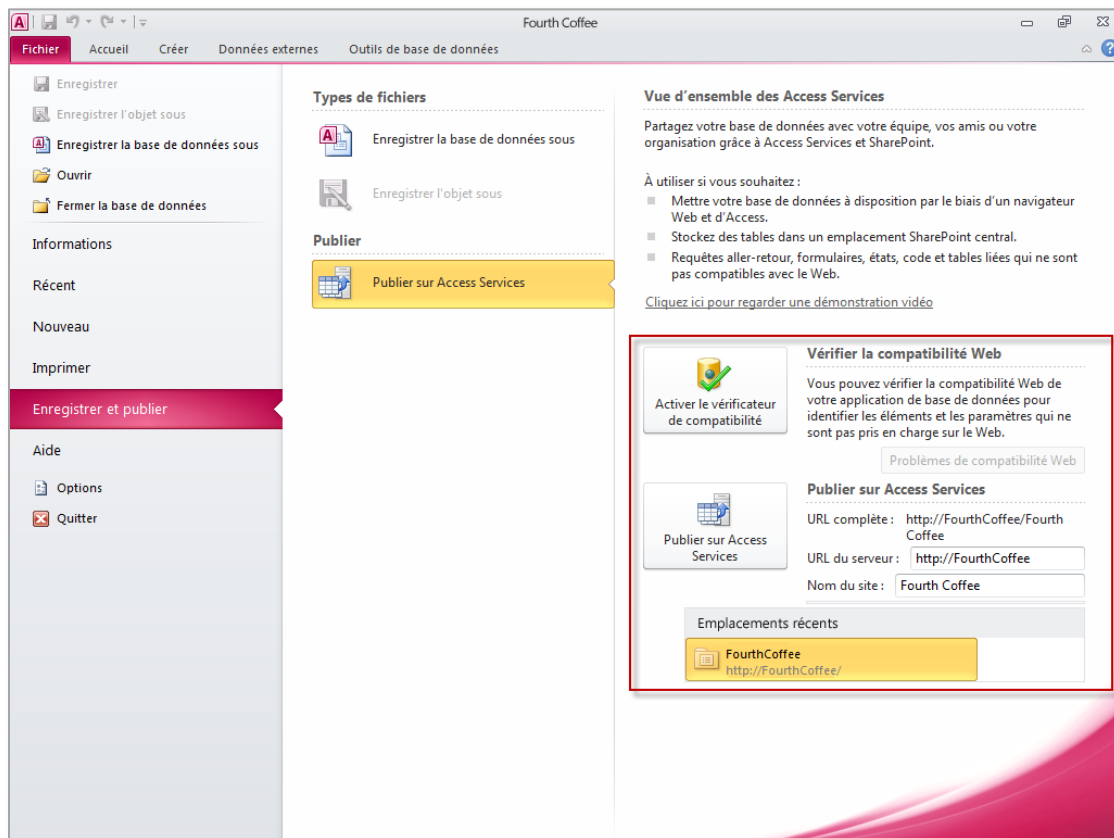 Fourth Coffee
Fichier Accueil Créer Données externes Outils de base de données
Enregistrer
Enregistrer l'objet sous
Enregistrer la base de données sous
Ouvrir
Fermer la base de données
Informations
Récent
Nouveau
Imprimer
Enregistrer et publier
Aide
Options
Quitter
Types de fichiers
Enregistrer la base de données sous
Enregistrer l'objet sous
Publier
Publier sur Access Services
Vue d'ensemble des Access Services
Partagez votre base de données avec votre équipe, vos amis ou votre
organisation grâce à Access Services et SharePoint.
À utiliser si vous souhaitez :
Mettre votre base de données à disposition par le biais d'un navigateur
Web et d'Access.
Stockez des tables dans un emplacement SharePoint central.
Requêtes aller-retour, formulaires, états, code et tables liées qui ne sont
pas compatibles avec le Web.
Cliquez ici pour regarder une démonstration vidéo
Activer le vérificateur
de compatibilité
Vérifier la compatibilité Web
Vous pouvez vérifier la compatibilité Web de
votre application de base de données pour
identifier les éléments et les paramètres qui ne
sont pas pris en charge sur le Web.
Problèmes de compatibilité Web
Publier sur Access
Services
Publier sur Access Services
URL complète : http://FourthCoffee/Fourth
Coffee
URL du serveur : http://FourthCoffee
Nom du site : Fourth Coffee
Emplacements récents
FourthCoffee
http://FourthCoffee/